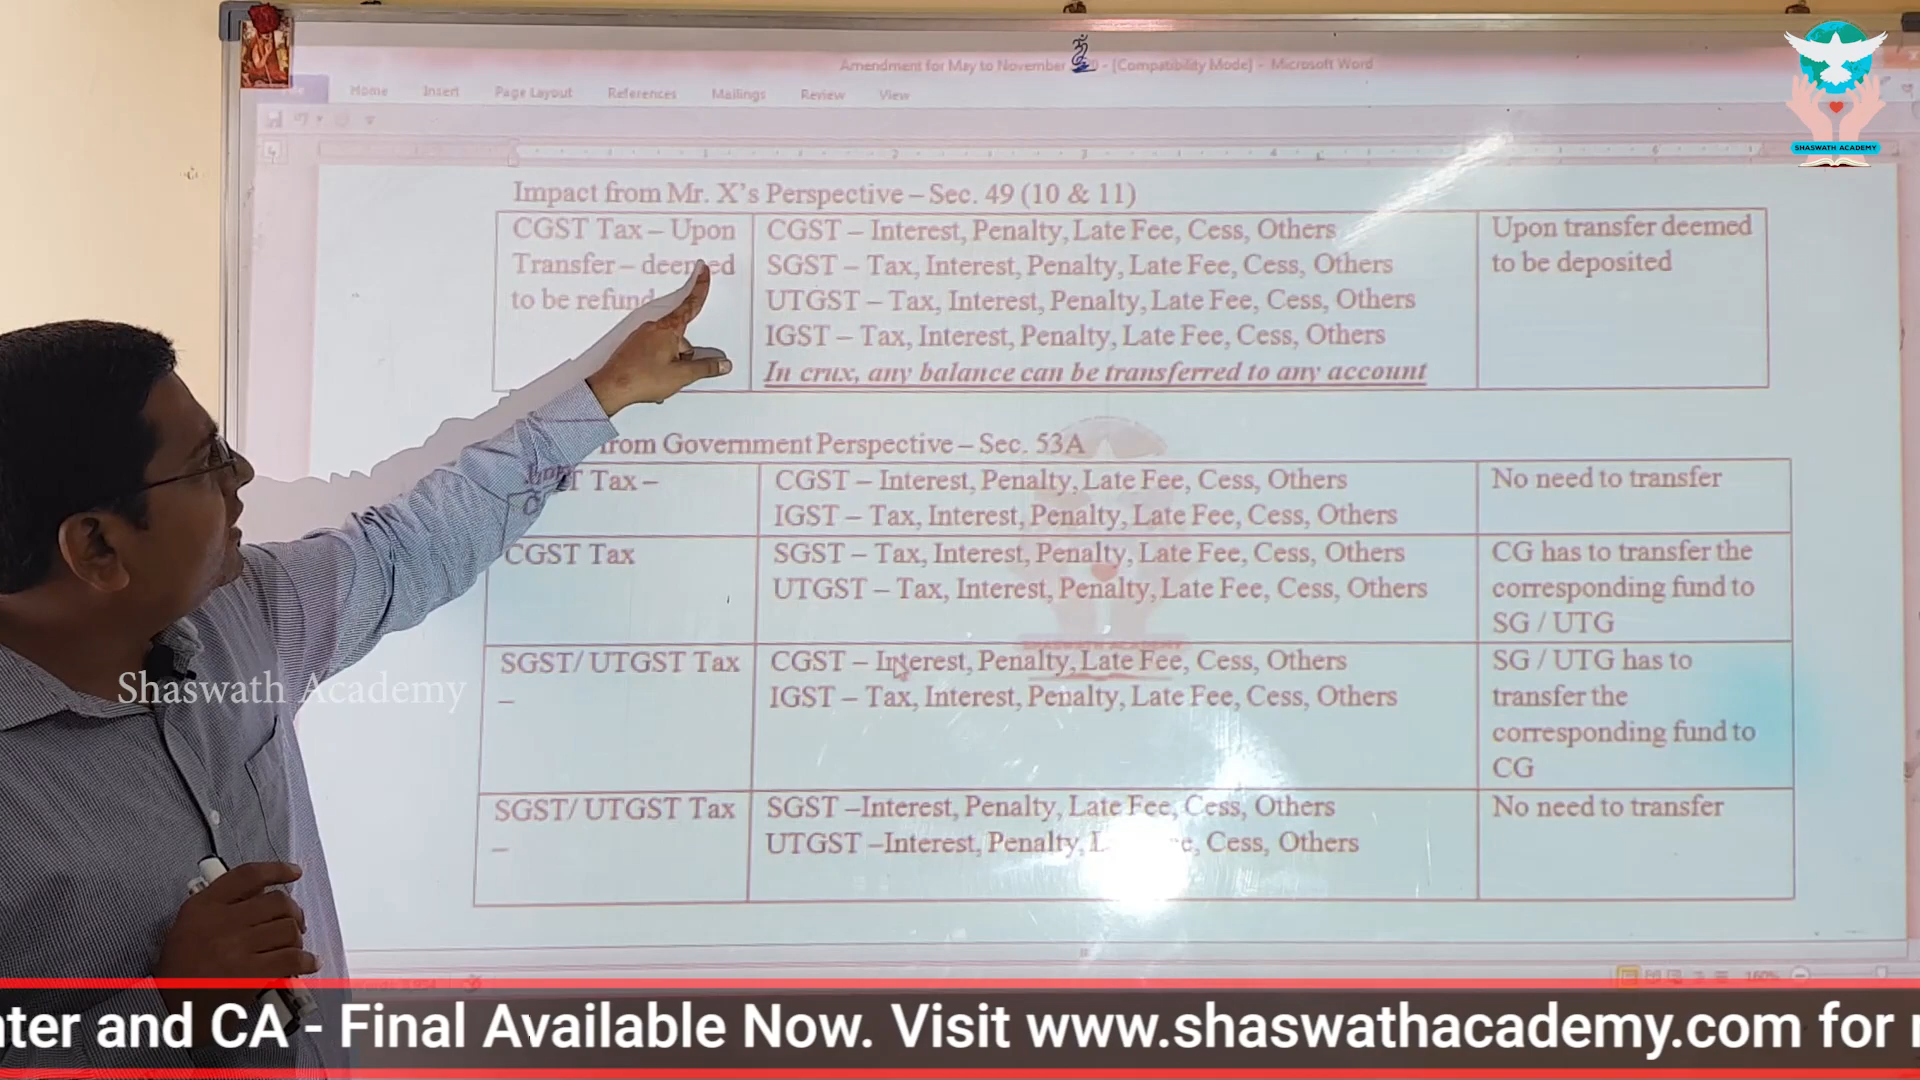 Amendment for May to November - [Compatibility Mode] - Microsoft Word
Home Insert Page Layout References Mailings Review View
SHASWATH ACADEMY
Impact from Mr. X's Perspective – Sec. 49 (10 & 11)
CGST Tax – Upon
Transfer – deemed
to be refund
CGST – Interest, Penalty, Late Fee, Cess, Others
SGST – Tax, Interest, Penalty, Late Fee, Cess, Others
UTGST – Tax, Interest, Penalty, Late Fee, Cess, Others
IGST – Tax, Interest, Penalty, Late Fee, Cess, Others
In crux, any balance can be transferred to any account
Upon transfer deemed
to be deposited
from Government Perspective – Sec. 53A
Tax –
CGST – Interest, Penalty, Late Fee, Cess, Others
IGST – Tax, Interest, Penalty, Late Fee, Cess, Others
No need to transfer
CGST Tax
SGST – Tax, Interest, Penalty, Late Fee, Cess, Others
UTGST – Tax, Interest, Penalty, Late Fee, Cess, Others
CG has to transfer the
corresponding fund to
SG / UTG
SGST/ UTGST Tax
–
CGST – Interest, Penalty, Late Fee, Cess, Others
IGST – Tax, Interest, Penalty, Late Fee, Cess, Others
SG / UTG has to
transfer the
corresponding fund to
CG
SGST/ UTGST Tax
–
SGST –Interest, Penalty, Late Fee, Cess, Others
UTGST –Interest, Penalty, Cess, Others
No need to transfer
Shaswath Academy
160%
nter and CA - Final Available Now. Visit www.shaswathacademy.com for